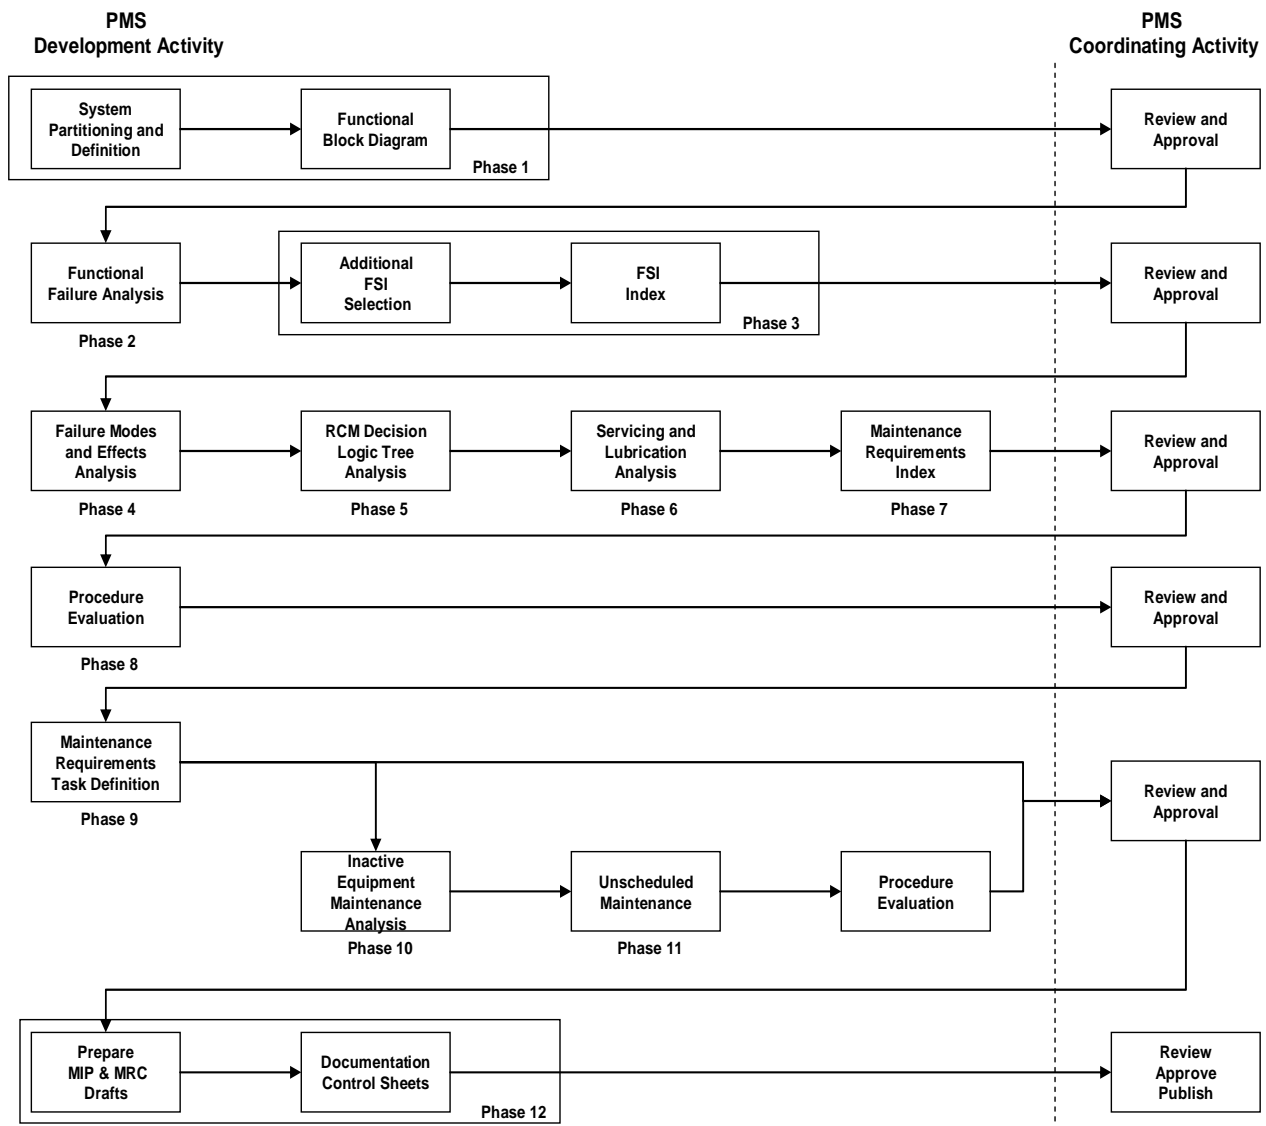 PMS
Development Activity
PMS
Coordinating Activity
System
Partitioning and
Definition
Functional
Block Diagram
Phase 1
Review and
Approval
Functional
Failure Analysis
Phase 2
Additional
FSI
Selection
FSI
Index
Phase 3
Review and
Approval
Failure Modes
and Effects
Analysis
Phase 4
RCM Decision
Logic Tree
Analysis
Phase 5
Servicing and
Lubrication
Analysis
Phase 6
Maintenance
Requirements
Index
Phase 7
Review and
Approval
Procedure
Evaluation
Phase 8
Review and
Approval
Maintenance
Requirements
Task Definition
Phase 9
Review and
Approval
Inactive
Equipment
Maintenance
Analysis
Phase 10
Unscheduled
Maintenance
Phase 11
Procedure
Evaluation
Prepare
MIP & MRC
Drafts
Documentation
Control Sheets
Phase 12
Review
Approve
Publish